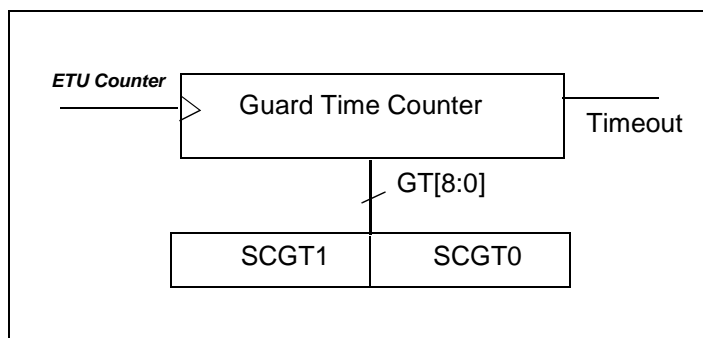 ETU Counter
Guard Time Counter
Timeout
GT[8:0]
SCGT1
SCGT0